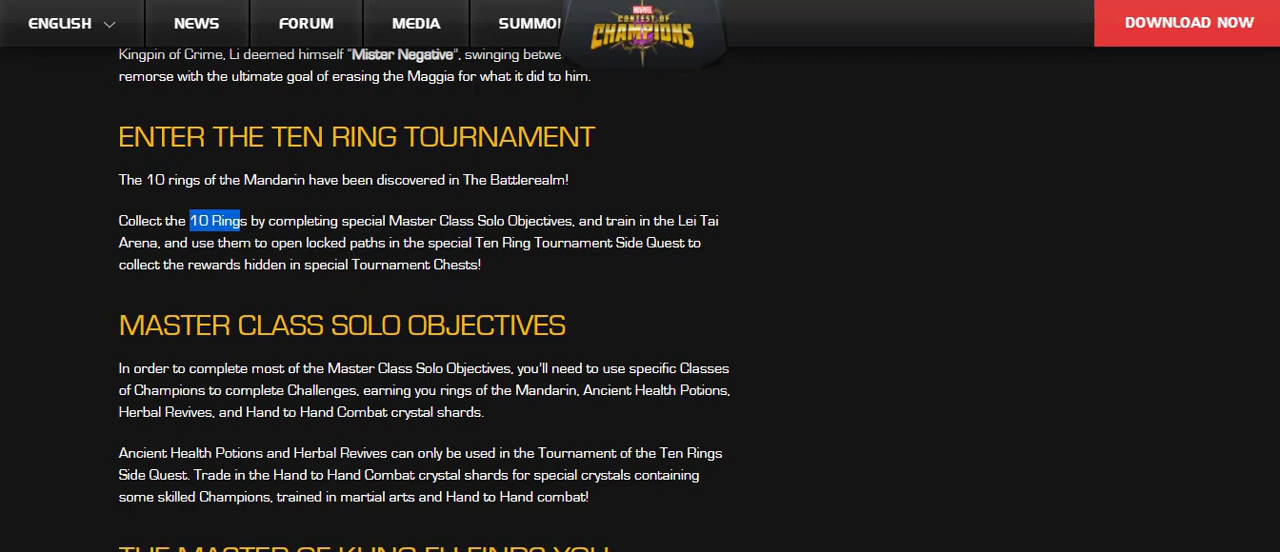 ENGLISH NEWS FORUM MEDIA SUMMO MARVEL CONTEST OF CHAMPIONS DOWNLOAD NOW
Kingpin of Crime, Li deemed himself "Mister Negative", swinging betwe
remorse with the ultimate goal of erasing the Maggia for what it did to him.
ENTER THE TEN RING TOURNAMENT
The 10 rings of the Mandarin have been discovered in The Battlerealm!
Collect the 10 Rings by completing special Master Class Solo Objectives, and train in the Lei Tai
Arena, and use them to open locked paths in the special Ten Ring Tournament Side Quest to
collect the rewards hidden in special Tournament Chests!
MASTER CLASS SOLO OBJECTIVES
In order to complete most of the Master Class Solo Objectives, you'll need to use specific Classes
of Champions to complete Challenges, earning you rings of the Mandarin, Ancient Health Potions,
Herbal Revives, and Hand to Hand Combat crystal shards.
Ancient Health Potions and Herbal Revives can only be used in the Tournament of the Ten Rings
Side Quest. Trade in the Hand to Hand Combat crystal shards for special crystals containing
some skilled Champions, trained in martial arts and Hand to Hand combat!
THE MASTER OF KUNG FU FINDS YOU